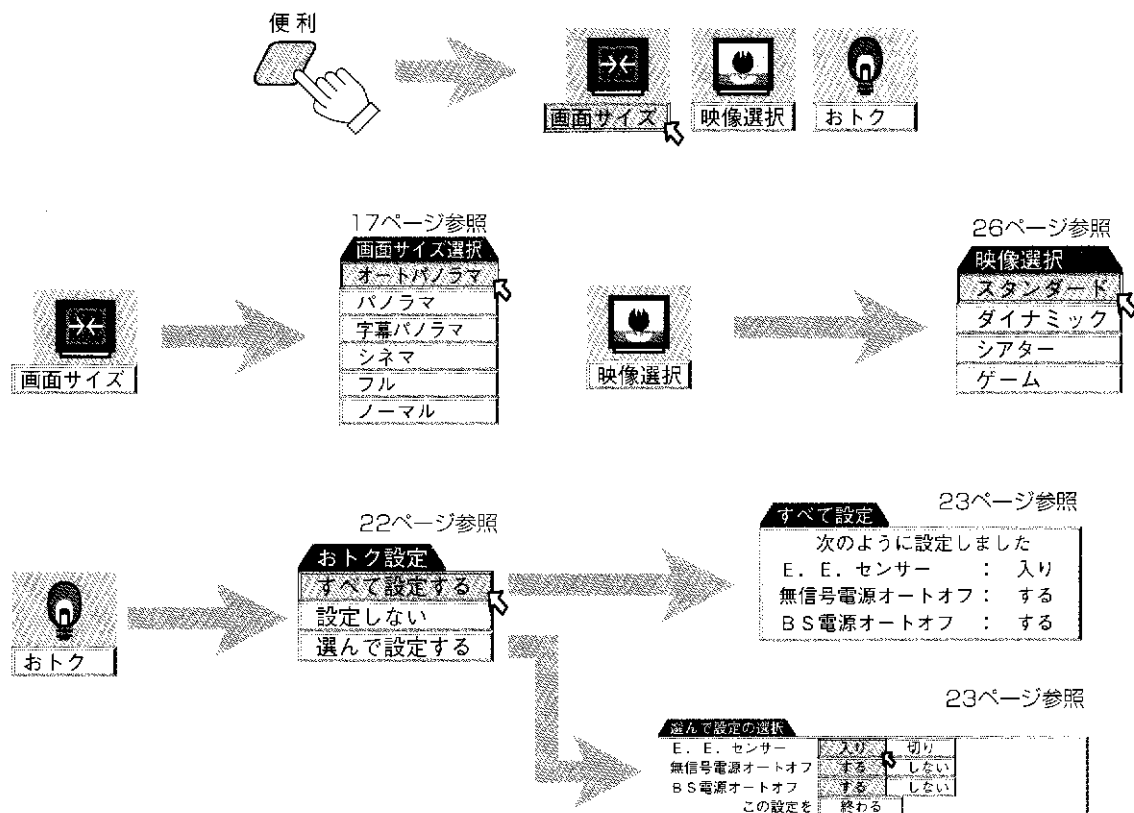 便利
画面サイズ 映像選択 おトク
17ページ参照
画面サイズ選択
オートパノラマ
パノラマ
字幕パノラマ
シネマ
フル
ノーマル
画面サイズ
26ページ参照
映像選択
スタンダード
ダイナミック
シアター
ゲーム
映像選択
22ページ参照
おトク設定
すべて設定する
設定しない
選んで設定する
おトク
23ページ参照
すべて設定
次のように設定しました
E．E．センサー ： 入り
無信号電源オートオフ： する
BS電源オートオフ ： する
23ページ参照
選んで設定の選択
E．E．センサー 入り 切り
無信号電源オートオフ する しない
BS電源オートオフ する しない
この設定を 終わる